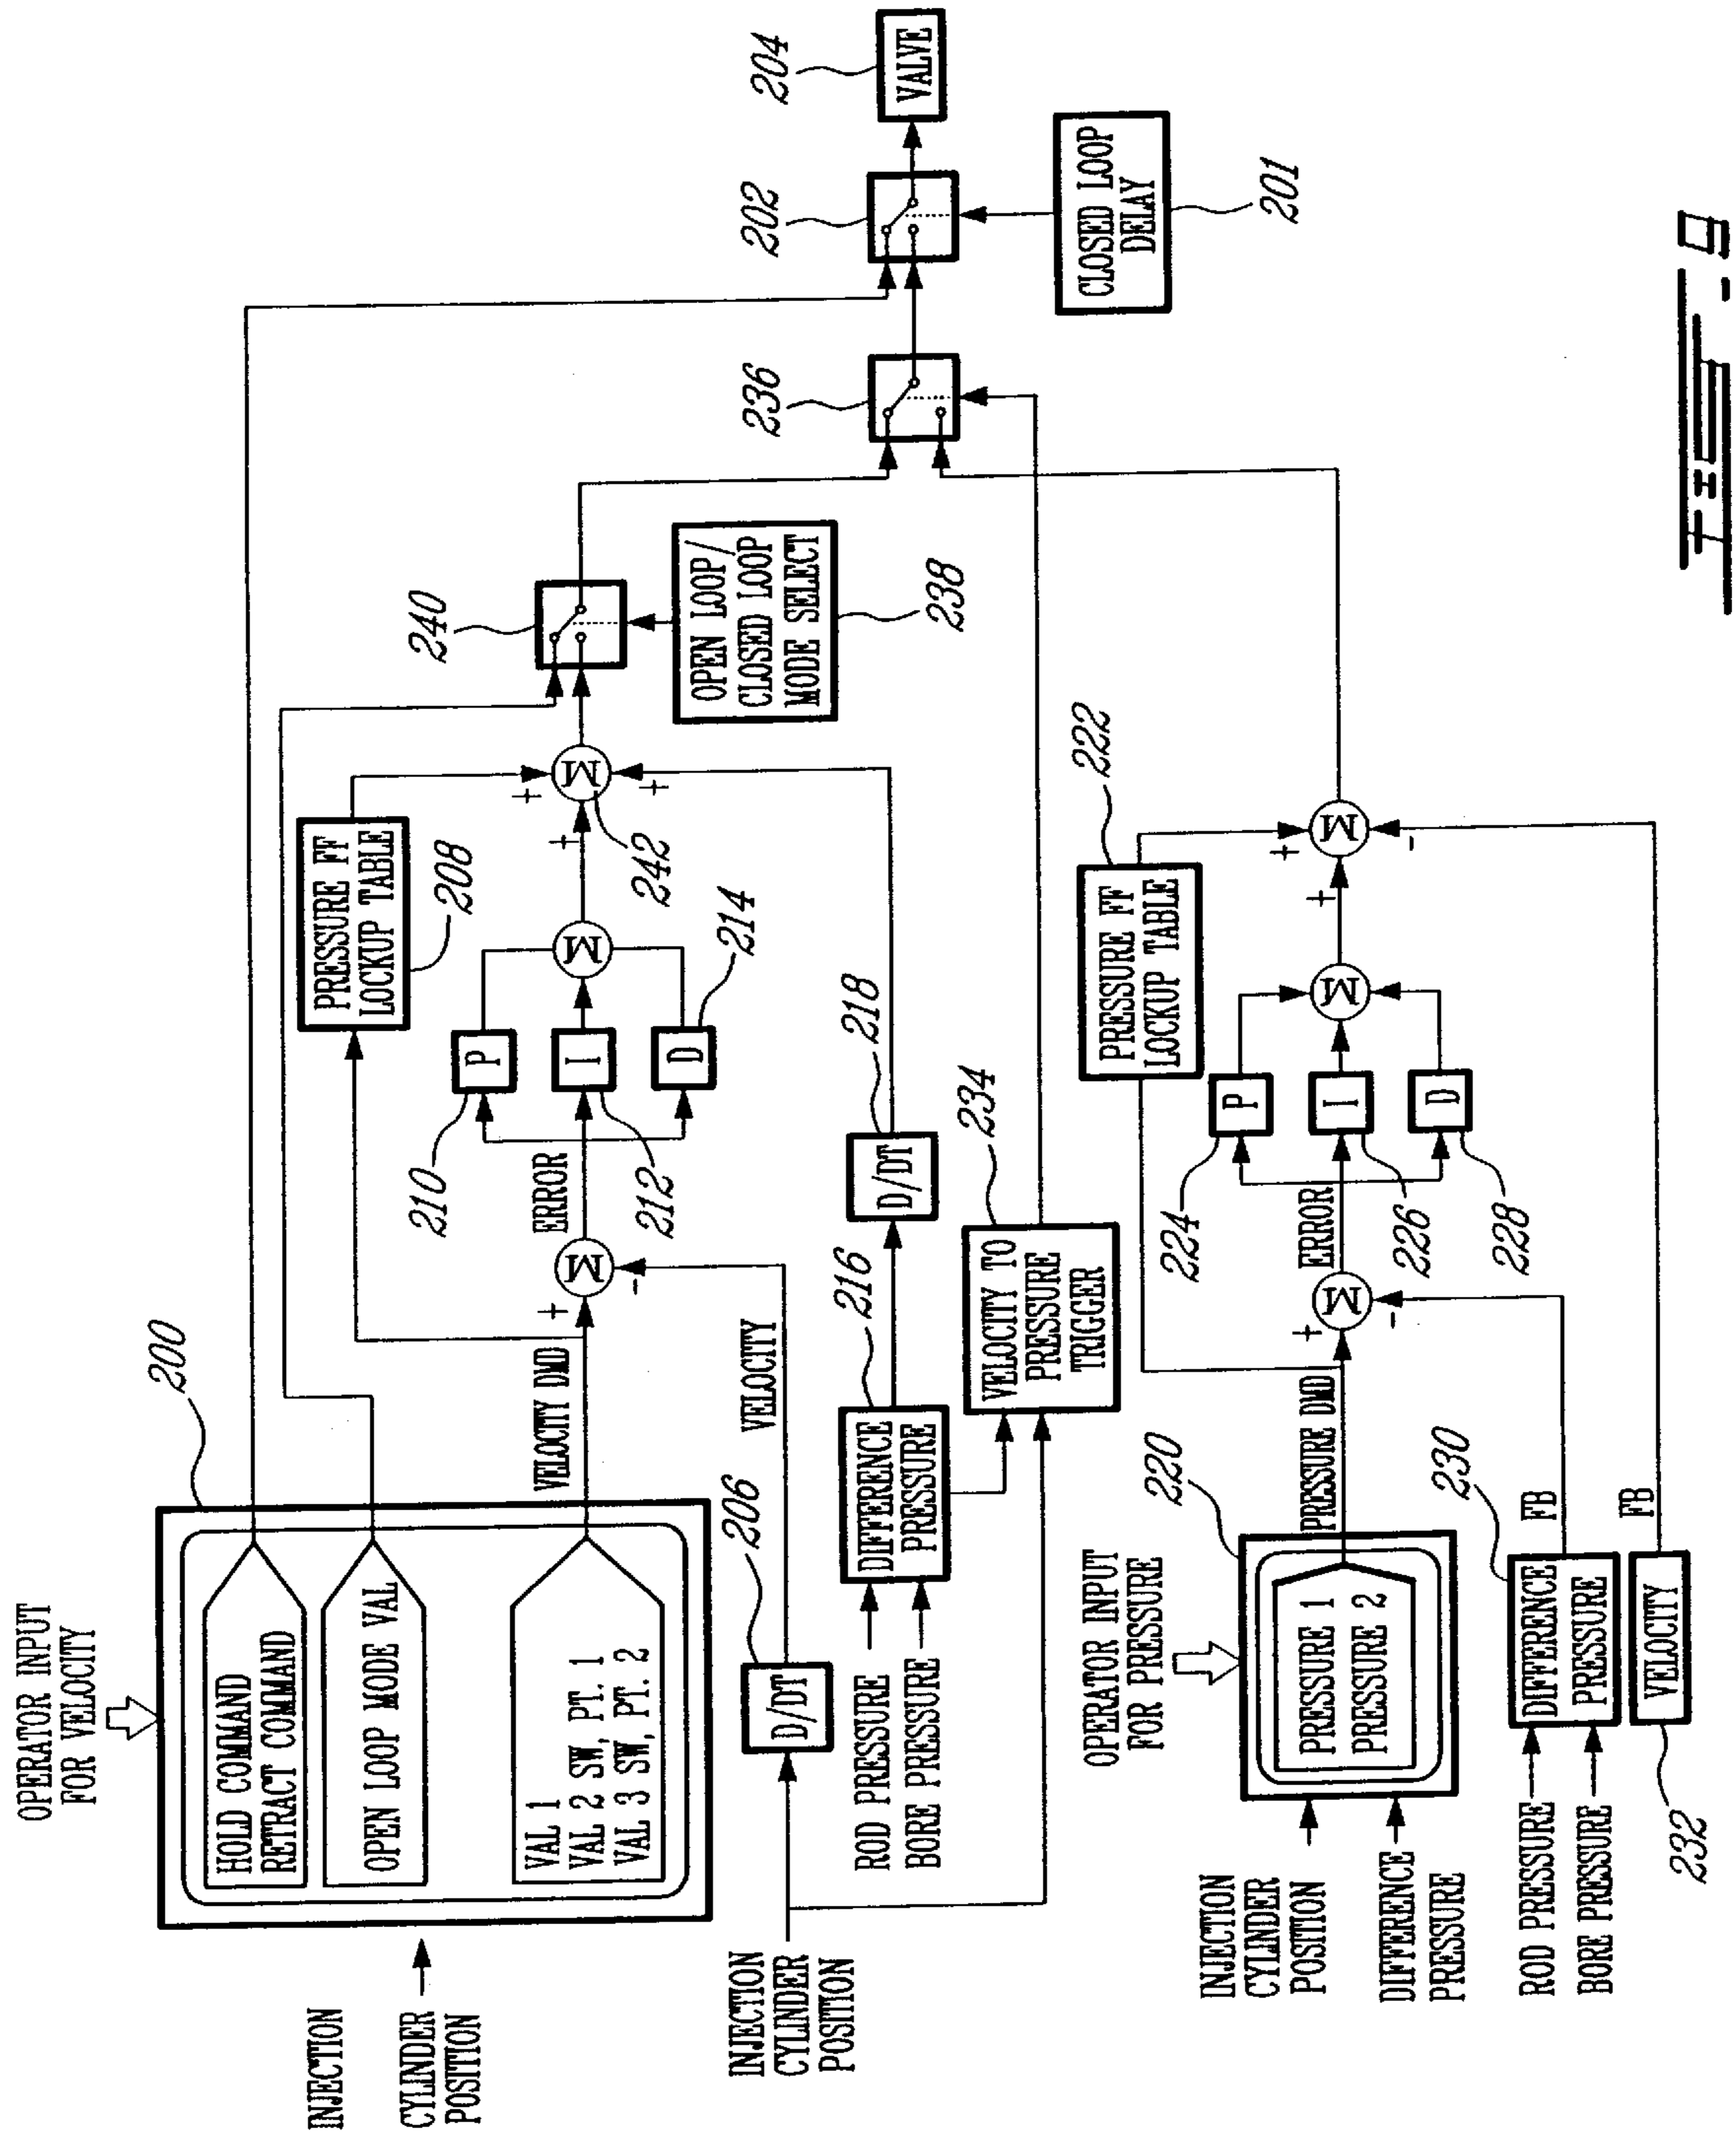 OPERATOR INPUT
FOR VELOCITY
200
HOLD COMMAND
RETRACT COMMAND
OPEN LOOP MODE VAL
VAL 1
VAL 2 SW, PT. 1
VAL 3 SW, PT. 2
INJECTION
CYLINDER
POSITION
VELOCITY DMD
+
-
M
ERROR
PRESSURE FF
LOCKUP TABLE
208
210
P
I
212
D
214
M
+
+
+
M
242
240
OPEN LOOP/
CLOSED LOOP
MODE SELECT
238
236
202
204
VALVE
CLOSED LOOP
DELAY
201
INJECTION
CYLINDER
POSITION
206
D/DT
VELOCITY
ROD PRESSURE
BORE PRESSURE
216
DIFFERENCE
PRESSURE
218
D/DT
234
VELOCITY TO
PRESSURE
TRIGGER
OPERATOR INPUT
FOR PRESSURE
220
PRESSURE 1
PRESSURE 2
INJECTION
CYLINDER
POSITION
DIFFERENCE
PRESSURE
PRESSURE DMD
+
-
M
ERROR
PRESSURE FF
LOCKUP TABLE
222
224
P
I
226
D
228
M
+
+
-
M
ROD PRESSURE
BORE PRESSURE
230
DIFFERENCE
PRESSURE
FB
VELOCITY
232
FB
FIG - 9